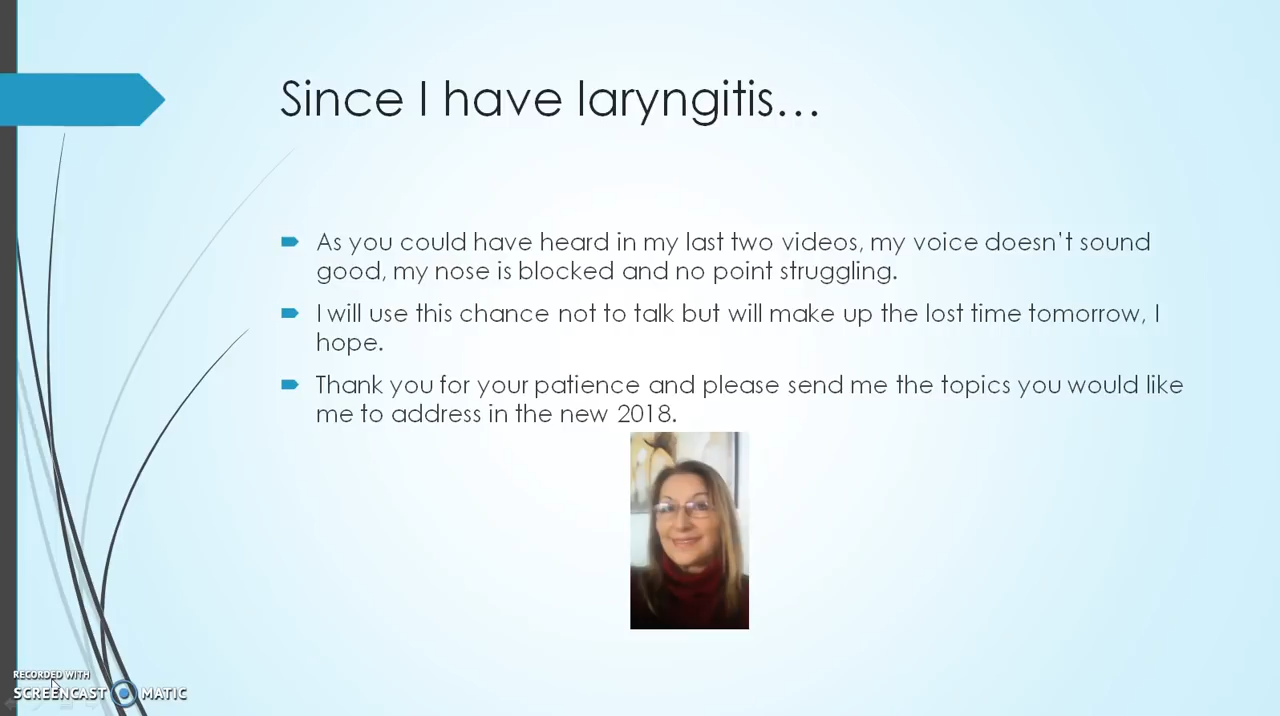 Since I have laryngitis…
As you could have heard in my last two videos, my voice doesn't sound
good, my nose is blocked and no point struggling.
I will use this chance not to talk but will make up the lost time tomorrow, I
hope.
Thank you for your patience and please send me the topics you would like
me to address in the new 2018.
RECORDED WITH
SCREENCAST MATIC